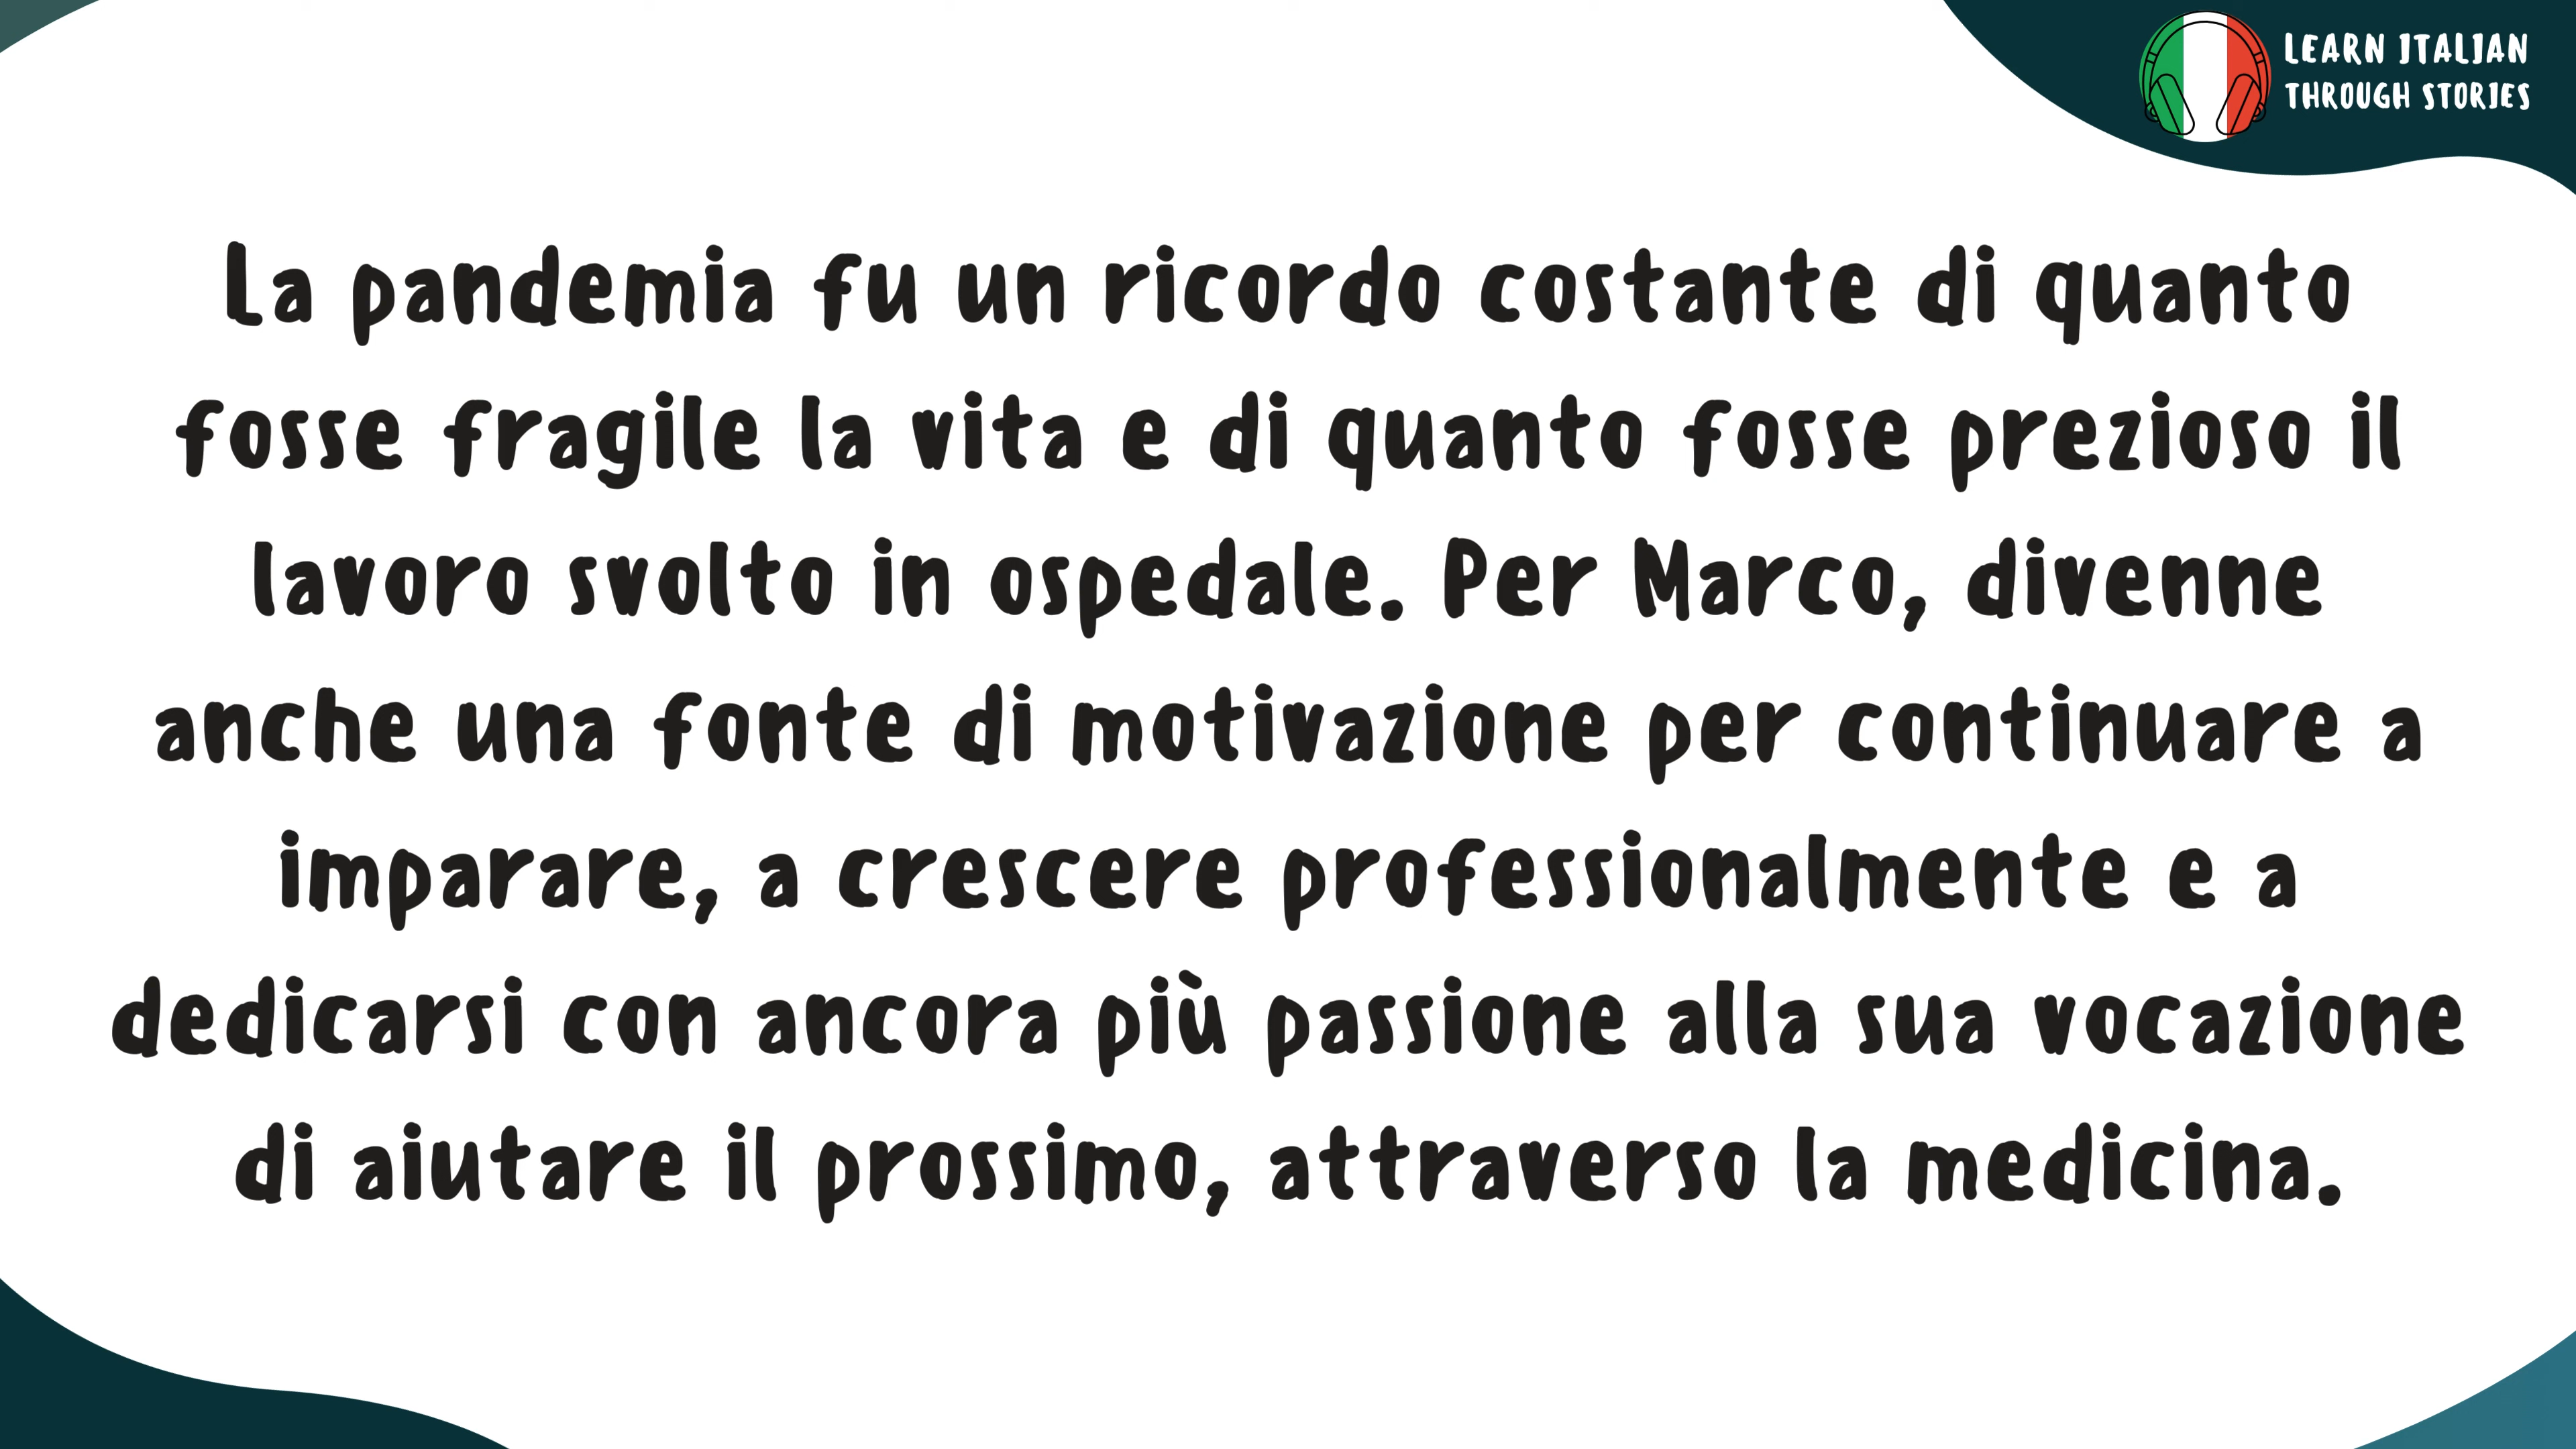 LEARN ITALIAN
THROUGH STORIES
La pandemia fu un ricordo costante di quanto
fosse fragile la vita e di quanto fosse prezioso il
lavoro svolto in ospedale. Per Marco, divenne
anche una fonte di motivazione per continuare a
imparare, a crescere professionalmente e a
dedicarsi con ancora più passione alla sua vocazione
di aiutare il prossimo, attraverso la medicina.